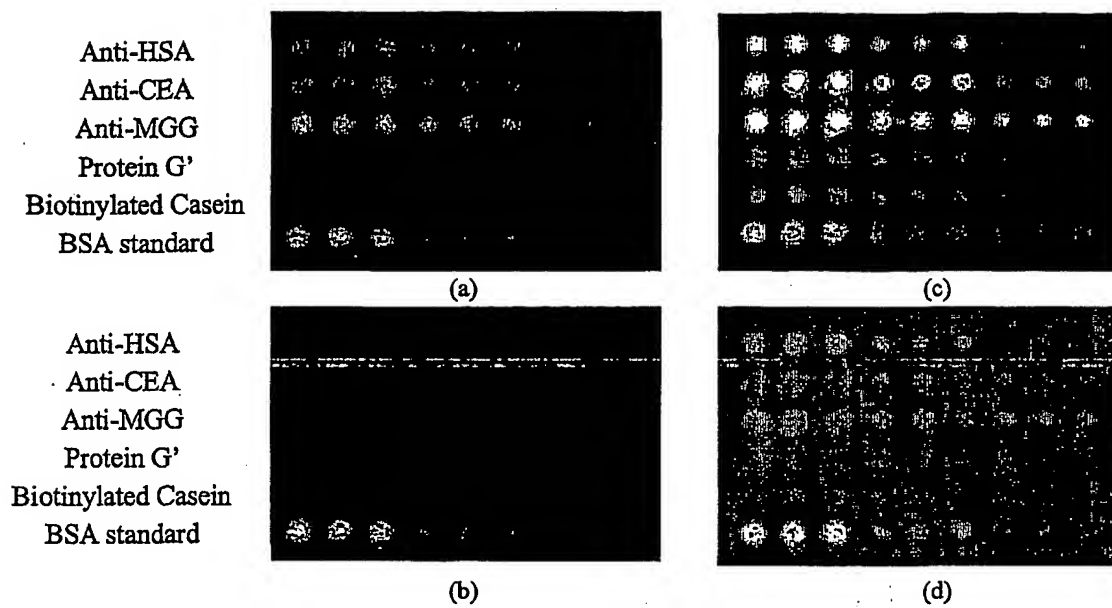 Anti-HSA
Anti-CEA
Anti-MGG
Protein G'
Biotinylated Casein
BSA standard
(a)
(c)
Anti-HSA
Anti-CEA
Anti-MGG
Protein G'
Biotinylated Casein
BSA standard
(b)
(d)